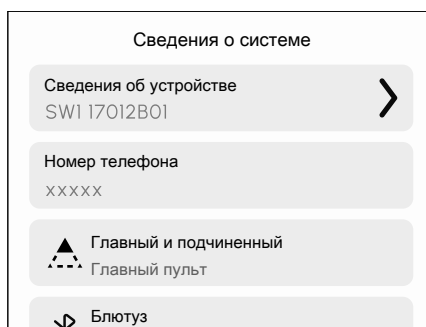 Сведения о системе
Сведения об устройстве
SW1 17012B01
Номер телефона
xxxxx
Главный и подчиненный
Главный пульт
Блютуз